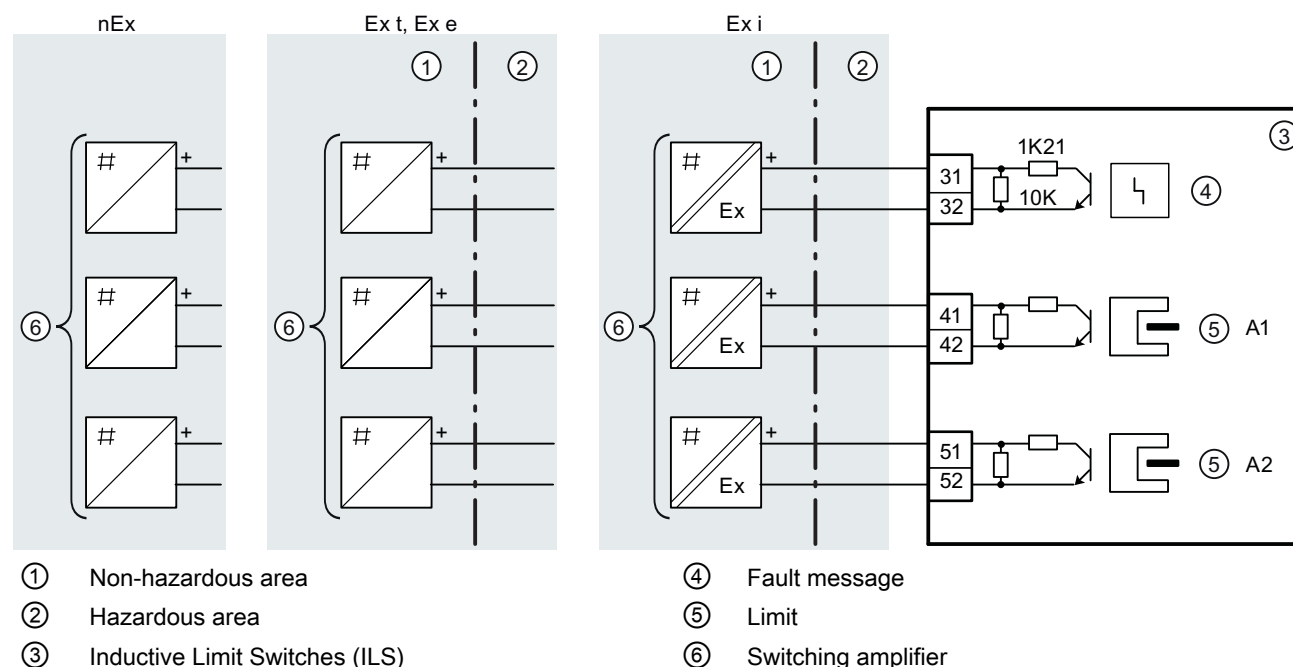 nEx
Ex t, Ex e
Ex i
① ② ① ②
③
# + # + # + Ex
31
32
1K21
10K
④
⑥ # + ⑥ # + ⑥ # + Ex
41
42
⑤ A1
# + # + # + Ex
51
52
⑤ A2
① Non-hazardous area
② Hazardous area
③ Inductive Limit Switches (ILS)
④ Fault message
⑤ Limit
⑥ Switching amplifier